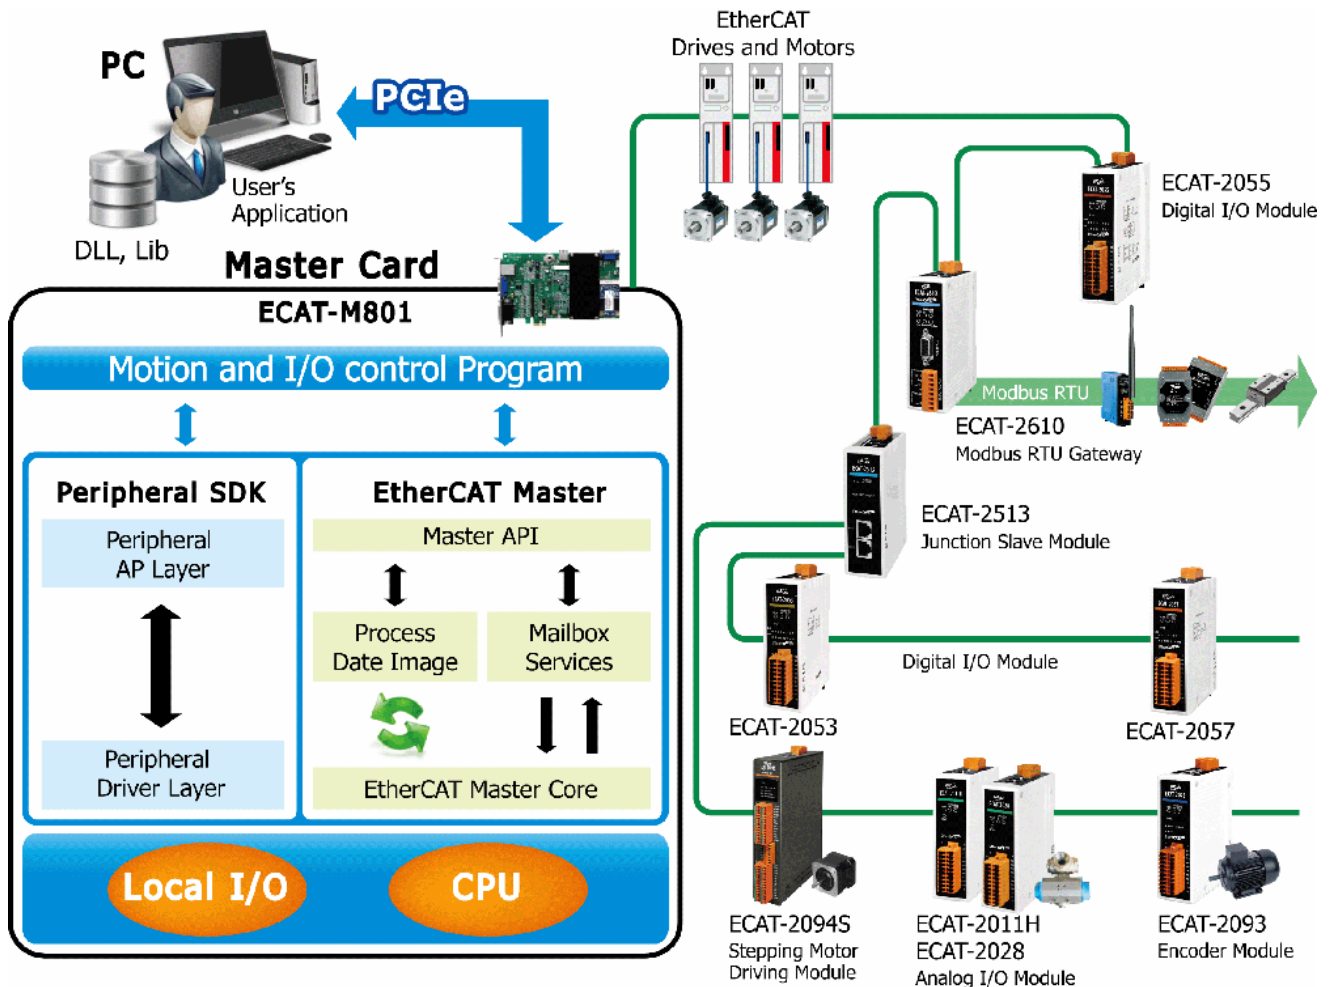 EtherCAT
Drives and Motors
PC
PCIe
User's
Application
DLL, Lib
Master Card
ECAT-M801
Motion and I/O control Program
Peripheral SDK
Peripheral
AP Layer
Peripheral
Driver Layer
EtherCAT Master
Master API
Process
Date Image
Mailbox
Services
EtherCAT Master Core
Local I/O
CPU
ECAT-2055
Digital I/O Module
Modbus RTU
ECAT-2610
Modbus RTU Gateway
ECAT-2513
Junction Slave Module
Digital I/O Module
ECAT-2053
ECAT-2057
ECAT-2094S
Stepping Motor
Driving Module
ECAT-2011H
ECAT-2028
Analog I/O Module
ECAT-2093
Encoder Module